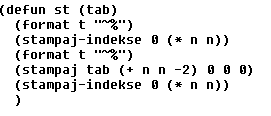 (defun st (tab)
(format t "~%")
(stampaj-indekse 0 (* n n))
(format t "~%")
(stampaj tab (+ n n -2) 0 0 0)
(stampaj-indekse 0 (* n n))
)